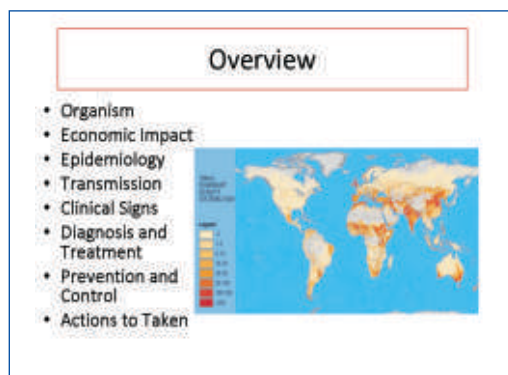 Overview
• Organism
• Economic Impact
• Epidemiology
• Transmission
• Clinical Signs
• Diagnosis and
Treatment
• Prevention and
Control
• Actions to Taken